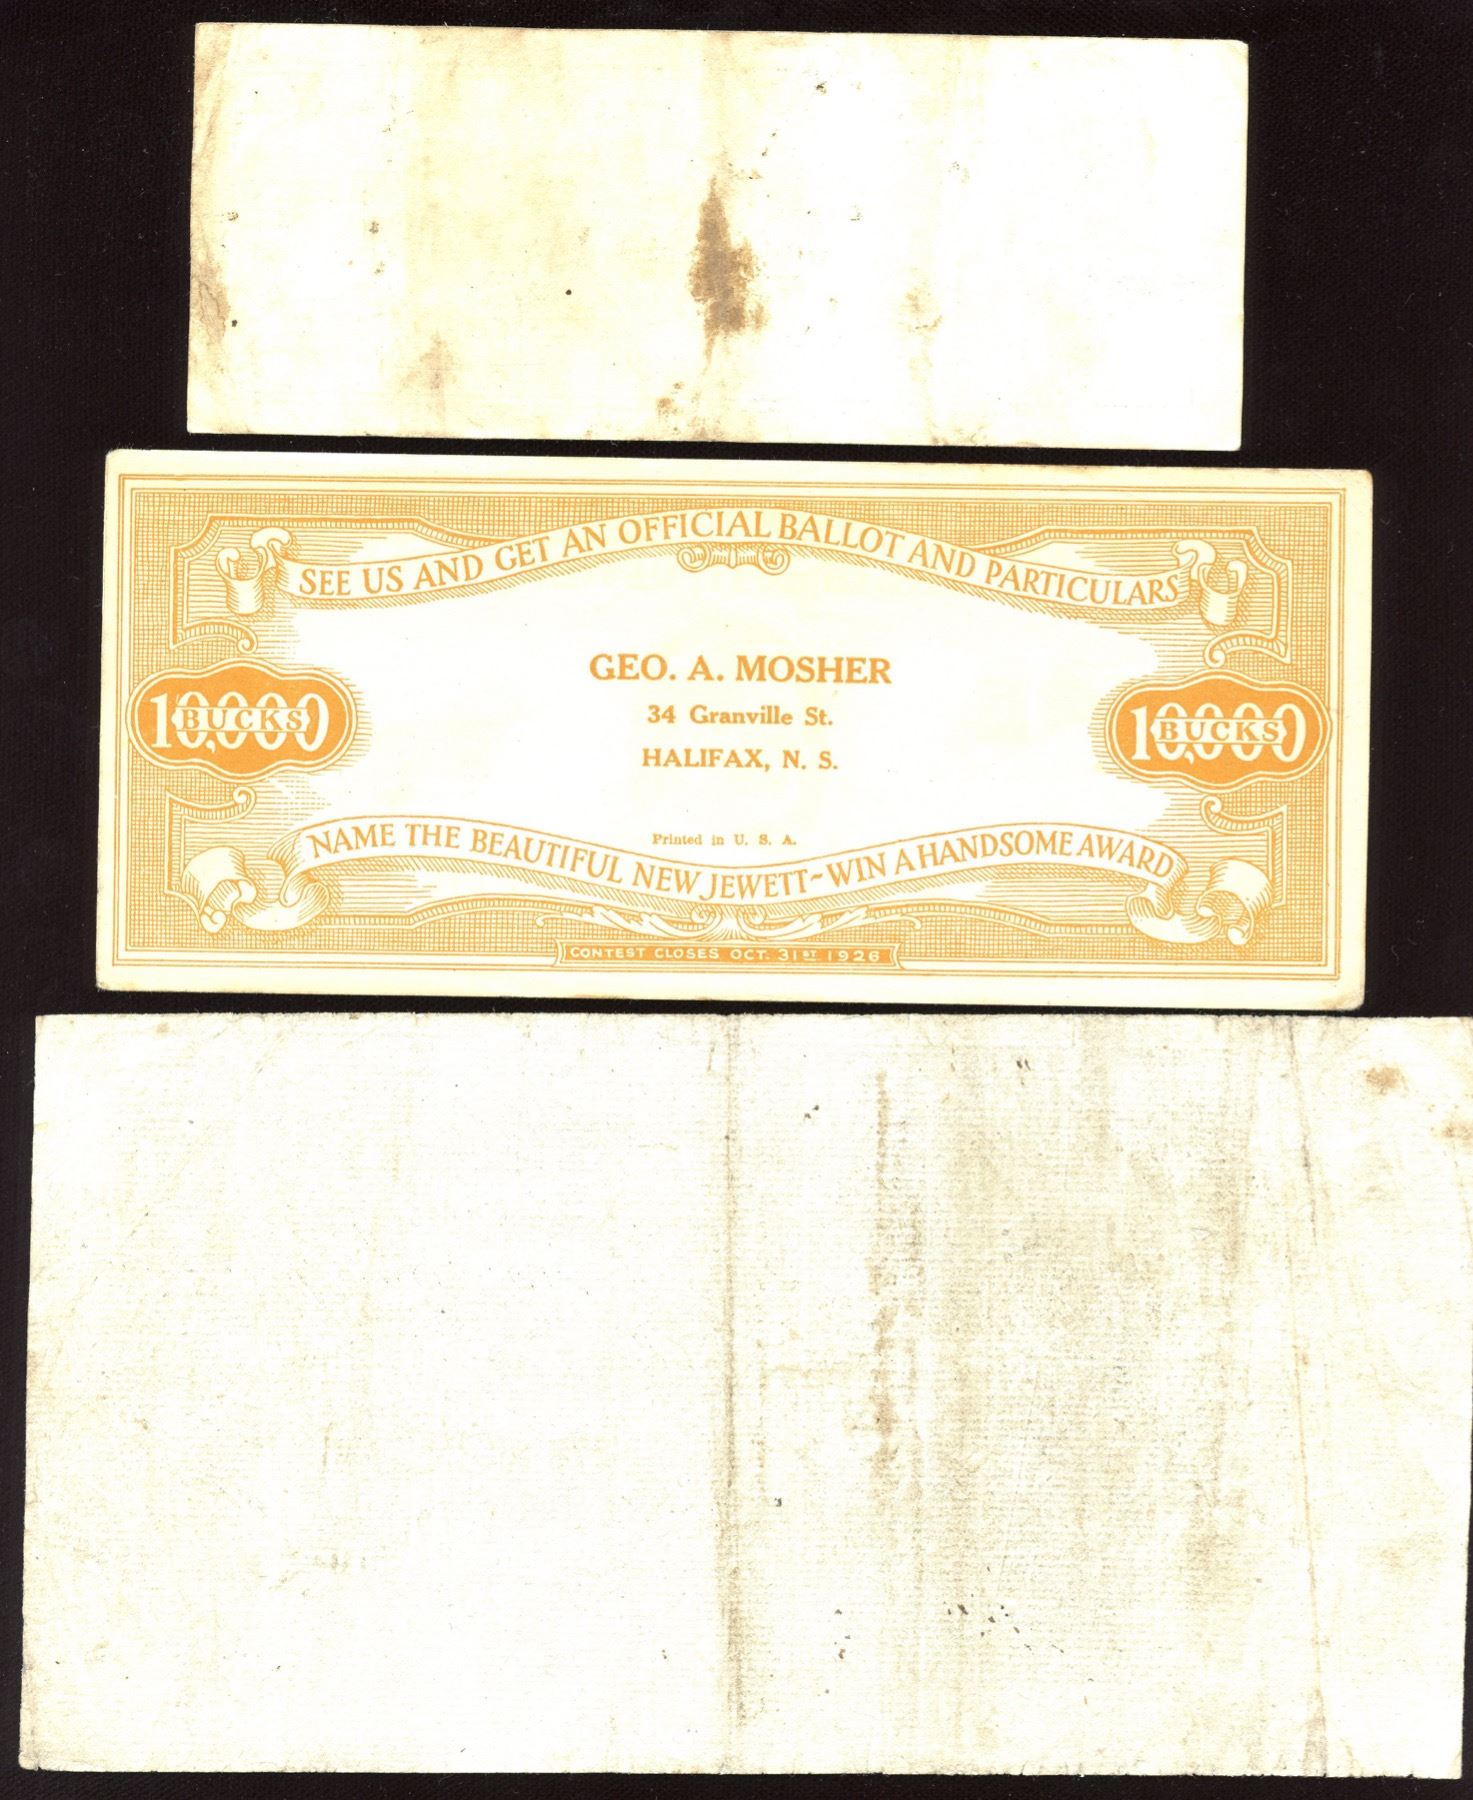 SEE US AND GET AN OFFICIAL BALLOT AND PARTICULARS
GEO. A. MOSHER
34 Granville St.
HALIFAX, N. S.
10,000 BUCKS
10,000 BUCKS
Printed in U. S. A.
NAME THE BEAUTIFUL NEW JEWETT~WIN A HANDSOME AWARD
CONTEST CLOSES OCT. 31ST 1926